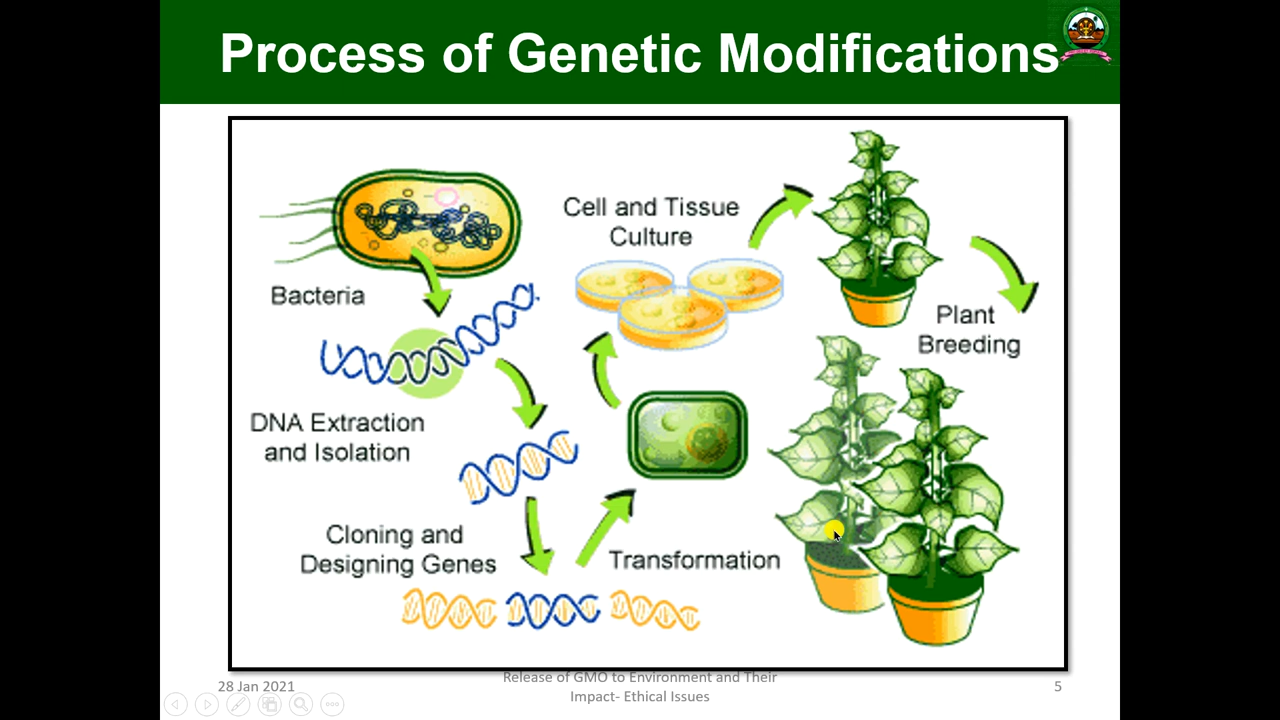 Process of Genetic Modifications
Bacteria
DNA Extraction
and Isolation
Cloning and
Designing Genes
Transformation
Cell and Tissue
Culture
Plant
Breeding
28 Jan 2021
Release of GMO to Environment and Their
Impact- Ethical Issues
5